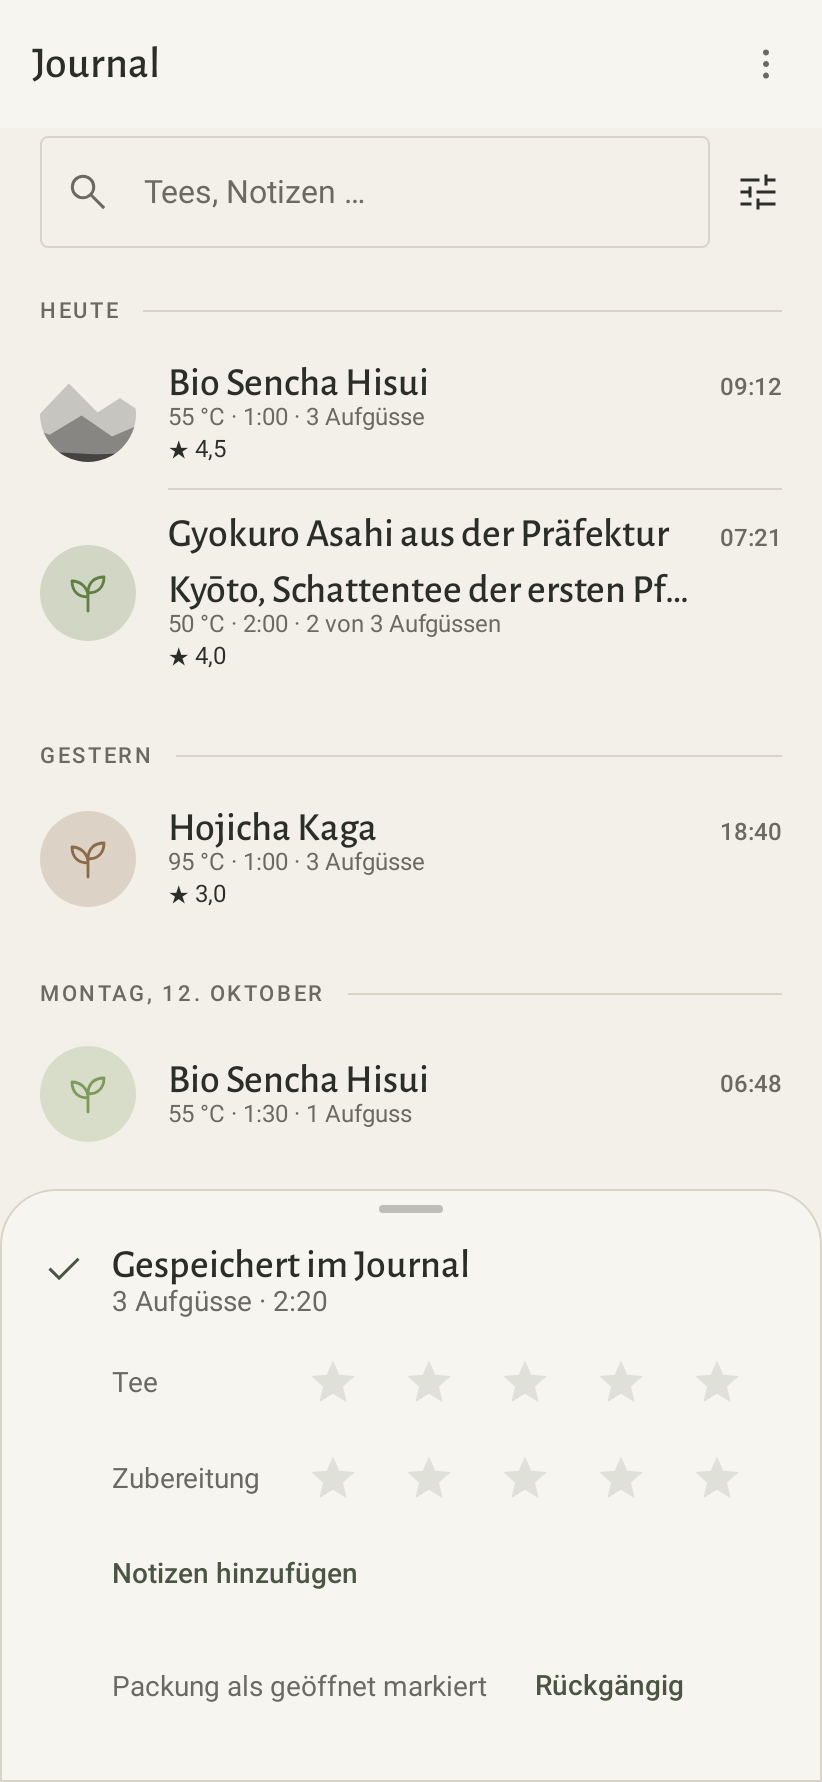 Journal
Tees, Notizen …
HEUTE
Bio Sencha Hisui
09:12
55 °C · 1:00 · 3 Aufgüsse
★ 4,5
Gyokuro Asahi aus der Präfektur
07:21
Kyōto, Schattentee der ersten Pf…
50 °C · 2:00 · 2 von 3 Aufgüssen
★ 4,0
GESTERN
Hojicha Kaga
18:40
95 °C · 1:00 · 3 Aufgüsse
★ 3,0
MONTAG, 12. OKTOBER
Bio Sencha Hisui
06:48
55 °C · 1:30 · 1 Aufguss
Gespeichert im Journal
3 Aufgüsse · 2:20
Tee
Zubereitung
Notizen hinzufügen
Packung als geöffnet markiert
Rückgängig